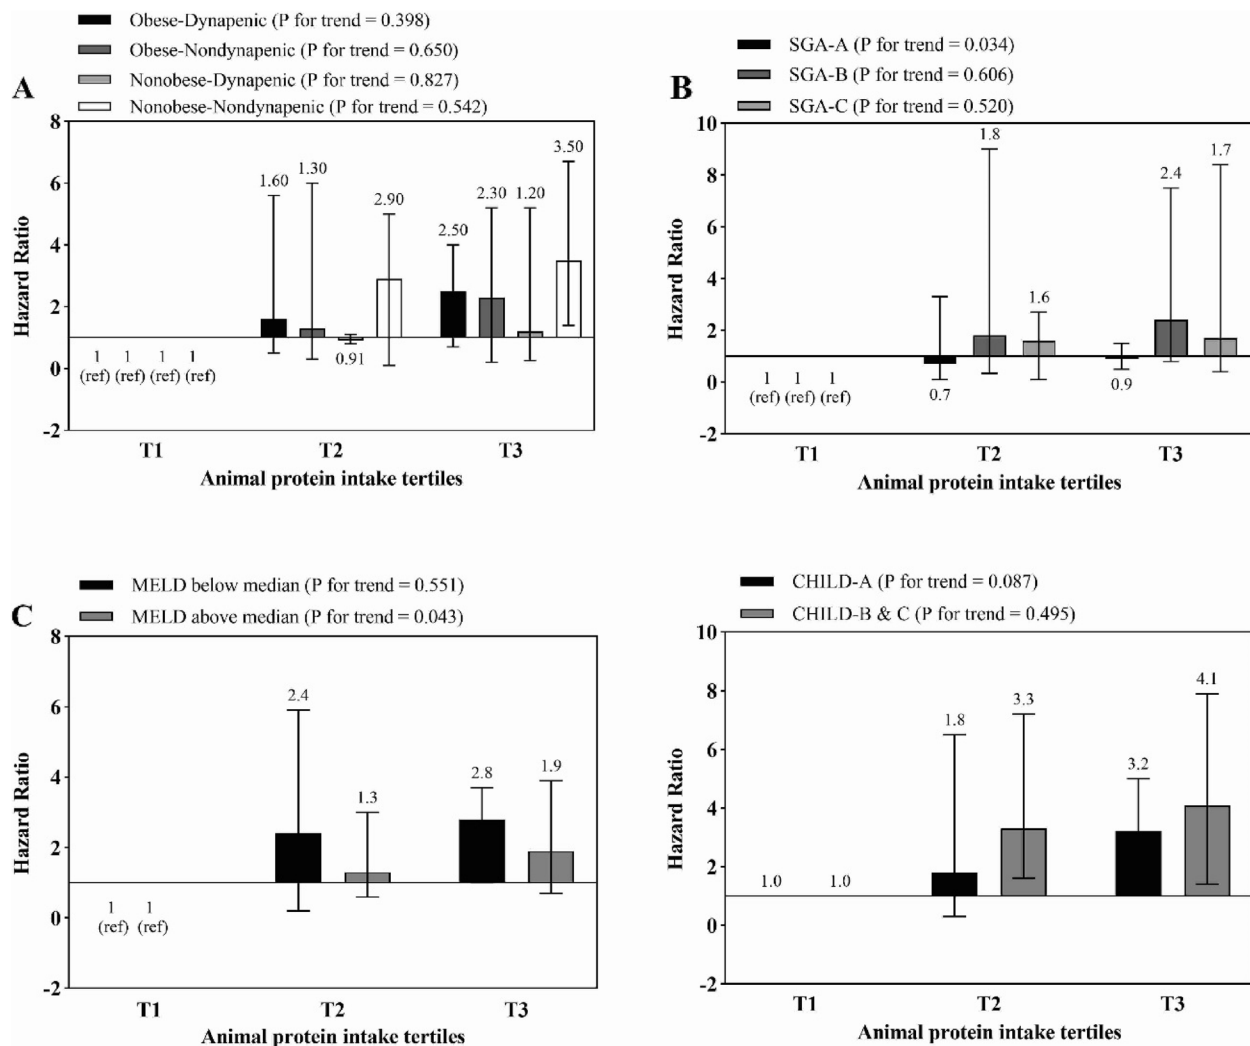 A
Obese-Dynapenic (P for trend = 0.398)
Obese-Nondynapenic (P for trend = 0.650)
Nonobese-Dynapenic (P for trend = 0.827)
Nonobese-Nondynapenic (P for trend = 0.542)
Hazard Ratio
8
6
4
2
0
-2
1 1 1 1
(ref) (ref) (ref) (ref)
1.60
1.30
0.91
2.90
2.50
2.30
1.20
3.50
T1 T2 T3
Animal protein intake tertiles
B
SGA-A (P for trend = 0.034)
SGA-B (P for trend = 0.606)
SGA-C (P for trend = 0.520)
Hazard Ratio
10
8
6
4
2
0
-2
1 1 1
(ref) (ref) (ref)
0.7
1.8
1.6
0.9
2.4
1.7
T2 T3
Animal protein intake tertiles
T1
C
MELD below median (P for trend = 0.551)
MELD above median (P for trend = 0.043)
Hazard Ratio
8
6
4
2
0
-2
1 1
(ref) (ref)
2.4
1.3
2.8
1.9
T1 T2 T3
Animal protein intake tertiles
CHILD-A (P for trend = 0.087)
CHILD-B & C (P for trend = 0.495)
Hazard Ratio
10
8
6
4
2
0
-2
1.0 1.0
1.8
3.3
3.2
4.1
T1 T2 T3
Animal protein intake tertiles